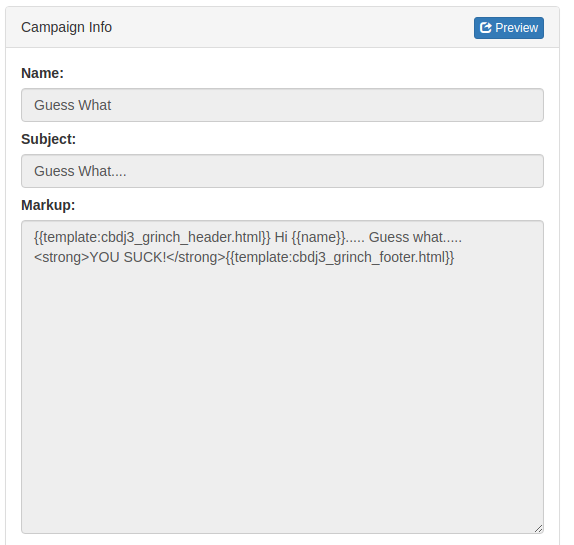 Campaign Info
Preview
Name:
Guess What
Subject:
Guess What....
Markup:
{{template:cbdj3_grinch_header.html}} Hi {{name}}..... Guess what.....
<strong>YOU SUCK!</strong>{{template:cbdj3_grinch_footer.html}}